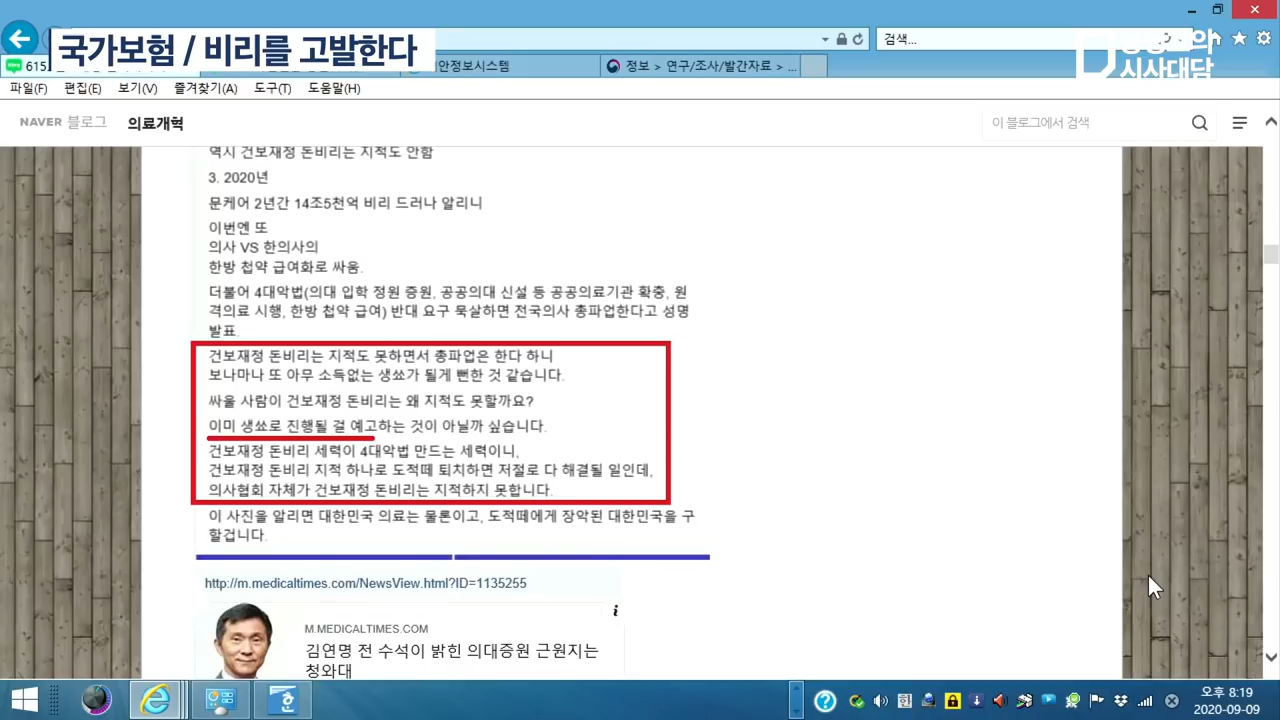 국가보험 / 비리를 고발한다
검색...
시사대담
615
안정보시스템
정보 > 연구/조사/발간자료 > ...
파일(F) 편집(E) 보기(V) 즐겨찾기(A) 도구(T) 도움말(H)
NAVER 블로그 의료개혁
이 블로그에서 검색
역시 건보재정 돈비리는 지적도 안함
3. 2020년
문케어 2년간 14조5천억 비리 드러나 알리니
이번엔 또
의사 VS 한의사의
한방 첩약 급여화로 싸움.
더불어 4대악법(의대 입학 정원 증원, 공공의대 신설 등 공공의료기관 확충, 원
격의료 시행, 한방 첩약 급여) 반대 요구 묵살하면 전국의사 총파업한다고 성명
발표.
건보재정 돈비리는 지적도 못하면서 총파업은 한다 하니
보나마나 또 아무 소득없는 생쑈가 될게 뻔한 것 같습니다.
싸울 사람이 건보재정 돈비리는 왜 지적도 못할까요?
이미 생쑈로 진행될 걸 예고하는 것이 아닐까 싶습니다.
건보재정 돈비리 세력이 4대악법 만드는 세력이니,
건보재정 돈비리 지적 하나로 도적떼 퇴치하면 저절로 다 해결될 일인데,
의사협회 자체가 건보재정 돈비리는 지적하지 못합니다.
이 사진을 알리면 대한민국 의료는 물론이고, 도적떼에게 장악된 대한민국을 구
할겁니다.
http://m.medicaltimes.com/NewsView.html?ID=1135255
M.MEDICALTIMES.COM
김연명 전 수석이 밝힌 의대증원 근원지는
청와대
오후 8:19
2020-09-09